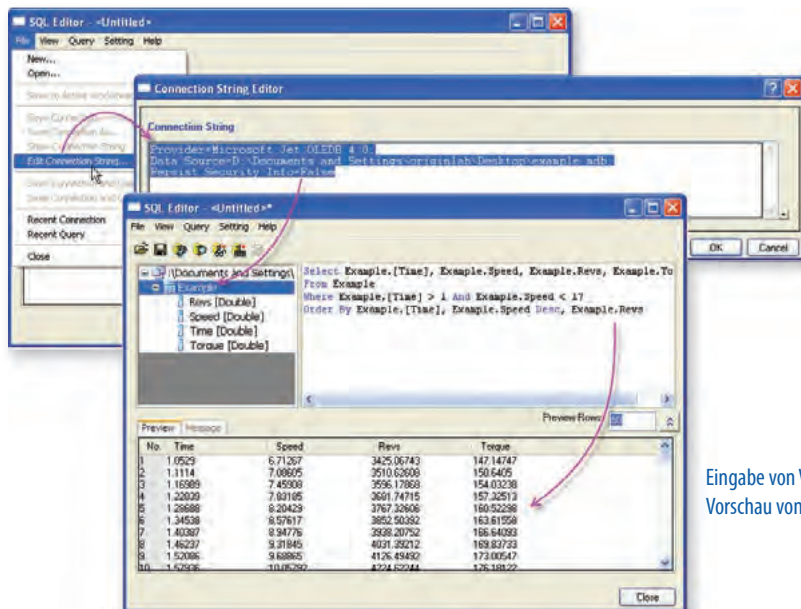 SQL Editor - <Untitled>
File View Query Setting Help
New...
Open...
Edit Connection String...
Recent Connection
Recent Query
Close
Connection String Editor
Connection String
Provider=Microsoft.Jet.OLEDB.4.0;
Data Source=D:\Documents and Settings\originlab\Desktop\example.mdb;
Persist Security Info=False
OK Cancel
SQL Editor - <Untitled>*
File View Query Setting Help
:\Documents and Settings\
Example
Revs [Double]
Speed [Double]
Time [Double]
Torque [Double]
Select Example.[Time], Example.Speed, Example.Revs, Example.To
From Example
Where Example.[Time] > 1 And Example.Speed < 17
Order By Example.[Time], Example.Speed Desc, Example.Revs
Preview Rows:
Preview Message
No. Time Speed Revs Torque
1 1.0529 6.71267 3425.06743 147.14747
2 1.1114 7.08605 3510.62608 150.6405
3 1.16989 7.45908 3596.17868 154.03238
4 1.22839 7.83185 3681.74715 157.32513
5 1.28688 8.20429 3767.32606 160.52298
6 1.34538 8.57617 3852.50392 163.61558
7 1.40387 8.94776 3938.20752 166.64093
8 1.46237 9.31845 4031.39212 169.83733
9 1.52086 9.68865 4126.49492 173.00547
10 1.57936 10.05792 4224.62244 176.18122
Close
Eingabe von
Vorschau von